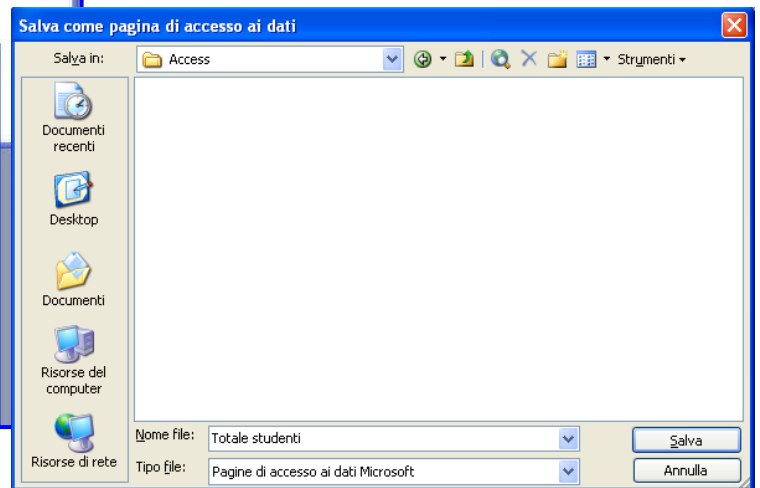 Salva come pagina di accesso ai dati
Salva in:
Access
Strumenti
Documenti
recenti
Desktop
Documenti
Risorse del
computer
Risorse di rete
Nome file:
Totale studenti
Salva
Tipo file:
Pagine di accesso ai dati Microsoft
Annulla